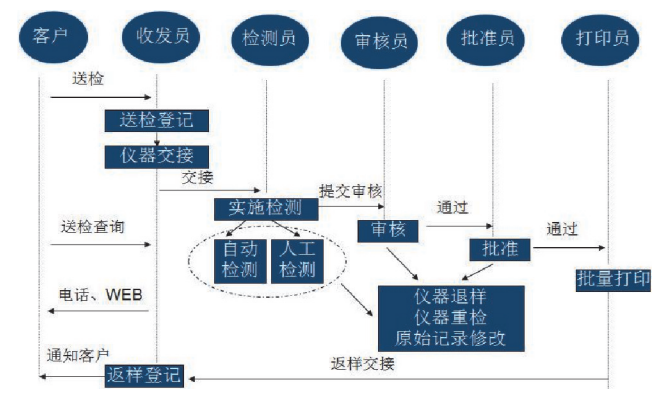 客户
收发员
检测员
审核员
批准员
打印员
送检
送检登记
仪器交接
交接
实施检测
提交审核
审核
通过
批准
通过
批量打印
送检查询
自动
检测
人工
检测
电话、WEB
仪器退样
仪器重检
原始记录修改
通知客户
返样登记
返样交接